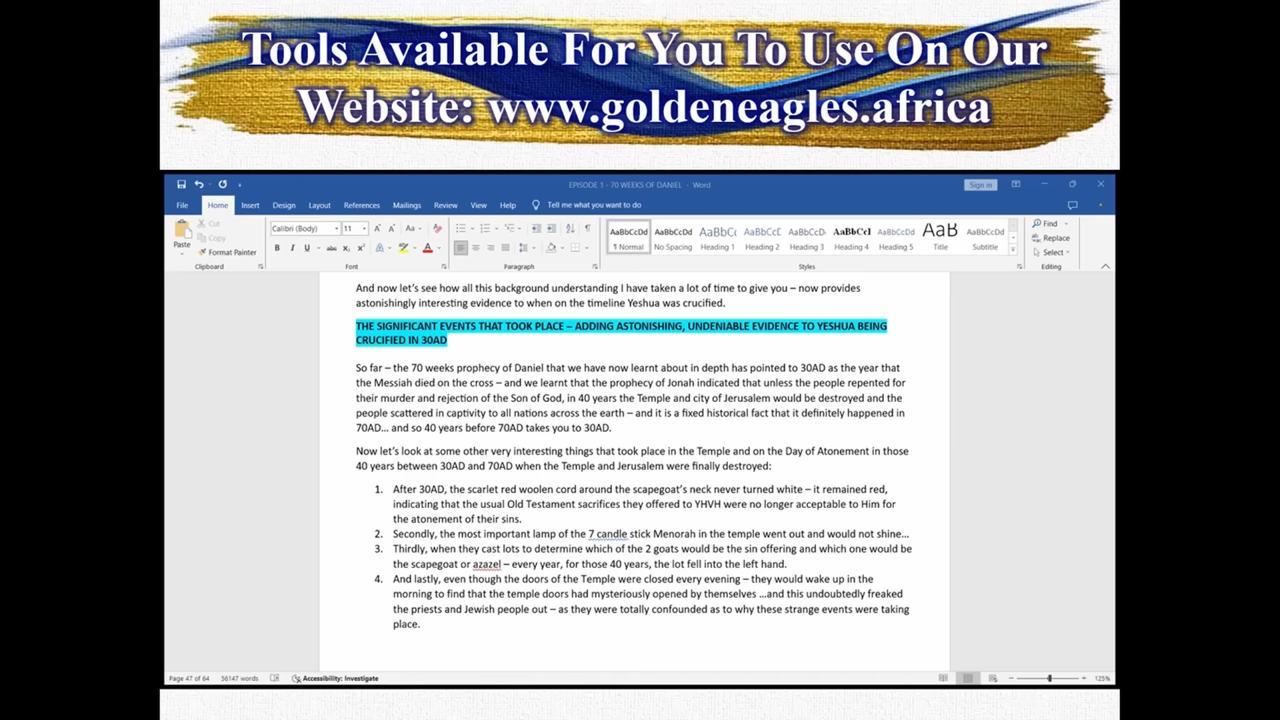 Tools Available For You To Use On Our
Website: www.goldeneagles.africa
EPISODE 1 - 70 WEEKS OF DANIEL - Word
Sign in
File Home Insert Design Layout References Mailings Review View Help Tell me what you want to do
Paste
Cut
Copy
Format Painter
Clipboard
Calibri (Body) 11
Font
Paragraph
AaBbCcDd AaBbCcDd AaBbCc AaBbCcC AaBbCcD AaBbCcI AaBbCcDd AaB AaBbCcDd
¶ Normal No Spacing Heading 1 Heading 2 Heading 3 Heading 4 Heading 5 Title Subtitle
Styles
Find
Replace
Select
Editing
And now let's see how all this background understanding I have taken a lot of time to give you – now provides
astonishingly interesting evidence to when on the timeline Yeshua was crucified.
THE SIGNIFICANT EVENTS THAT TOOK PLACE – ADDING ASTONISHING, UNDENIABLE EVIDENCE TO YESHUA BEING
CRUCIFIED IN 30AD
So far – the 70 weeks prophecy of Daniel that we have now learnt about in depth has pointed to 30AD as the year that
the Messiah died on the cross – and we learnt that the prophecy of Jonah indicated that unless the people repented for
their murder and rejection of the Son of God, in 40 years the Temple and city of Jerusalem would be destroyed and the
people scattered in captivity to all nations across the earth – and it is a fixed historical fact that it definitely happened in
70AD... and so 40 years before 70AD takes you to 30AD.
Now let's look at some other very interesting things that took place in the Temple and on the Day of Atonement in those
40 years between 30AD and 70AD when the Temple and Jerusalem were finally destroyed:
1. After 30AD, the scarlet red woolen cord around the scapegoat's neck never turned white – it remained red,
indicating that the usual Old Testament sacrifices they offered to YHVH were no longer acceptable to Him for
the atonement of their sins.
2. Secondly, the most important lamp of the 7 candle stick Menorah in the temple went out and would not shine...
3. Thirdly, when they cast lots to determine which of the 2 goats would be the sin offering and which one would be
the scapegoat or azazel – every year, for those 40 years, the lot fell into the left hand.
4. And lastly, even though the doors of the Temple were closed every evening – they would wake up in the
morning to find that the temple doors had mysteriously opened by themselves ...and this undoubtedly freaked
the priests and Jewish people out – as they were totally confounded as to why these strange events were taking
place.
Page 47 of 64 56147 words Accessibility: Investigate 125%